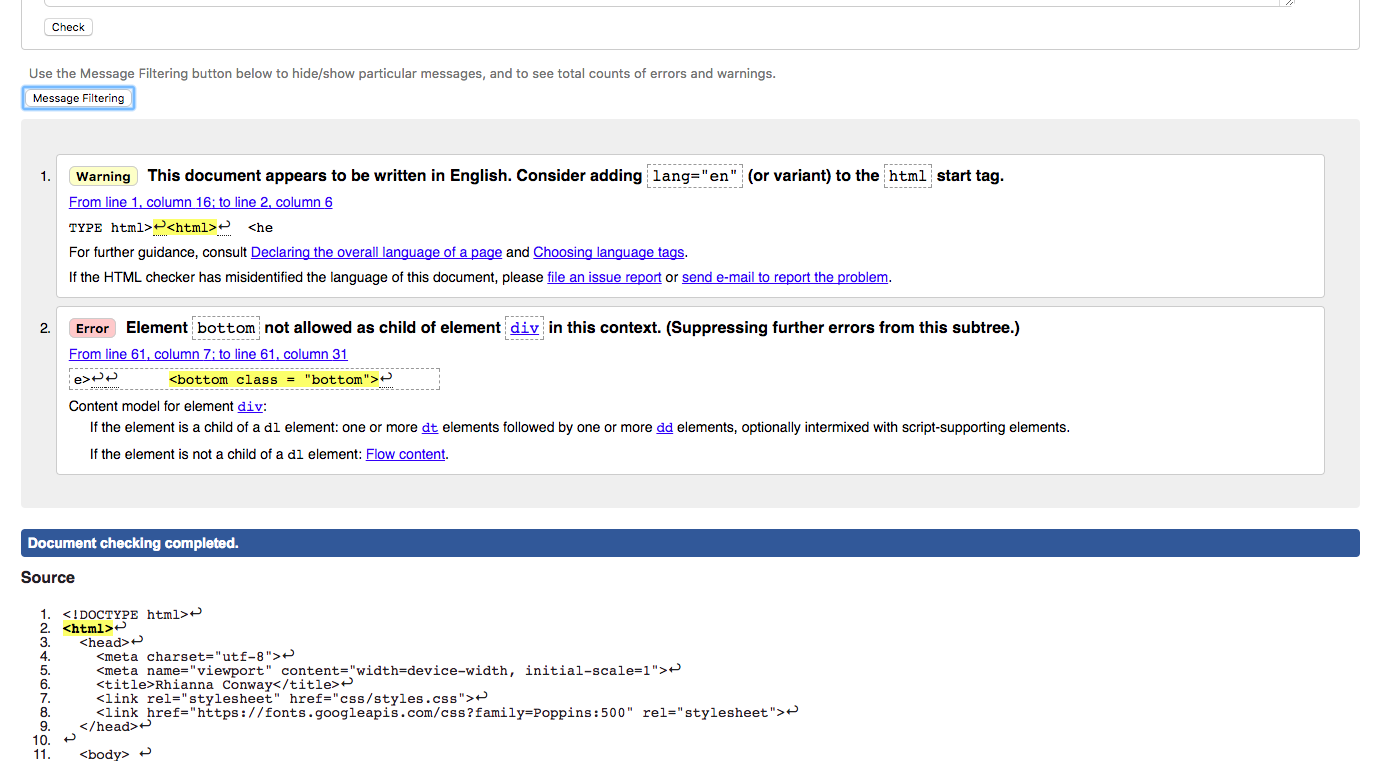 Check
Use the Message Filtering button below to hide/show particular messages, and to see total counts of errors and warnings.
Message Filtering
1. Warning This document appears to be written in English. Consider adding lang="en" (or variant) to the html start tag.
From line 1, column 16; to line 2, column 6
TYPE html>↩<html>↩  <he
For further guidance, consult Declaring the overall language of a page and Choosing language tags.
If the HTML checker has misidentified the language of this document, please file an issue report or send e-mail to report the problem.
2. Error Element bottom not allowed as child of element div in this context. (Suppressing further errors from this subtree.)
From line 61, column 7; to line 61, column 31
e>↩↩      <bottom class = "bottom">↩
Content model for element div:
If the element is a child of a dl element: one or more dt elements followed by one or more dd elements, optionally intermixed with script-supporting elements.
If the element is not a child of a dl element: Flow content.
Document checking completed.
Source
1. <!DOCTYPE html>↩
2. <html>↩
3.   <head>↩
4.     <meta charset="utf-8">↩
5.     <meta name="viewport" content="width=device-width, initial-scale=1">↩
6.     <title>Rhianna Conway</title>↩
7.     <link rel="stylesheet" href="css/styles.css">↩
8.     <link href="https://fonts.googleapis.com/css?family=Poppins:500" rel="stylesheet">↩
9.   </head>↩
10. ↩
11.   <body> ↩